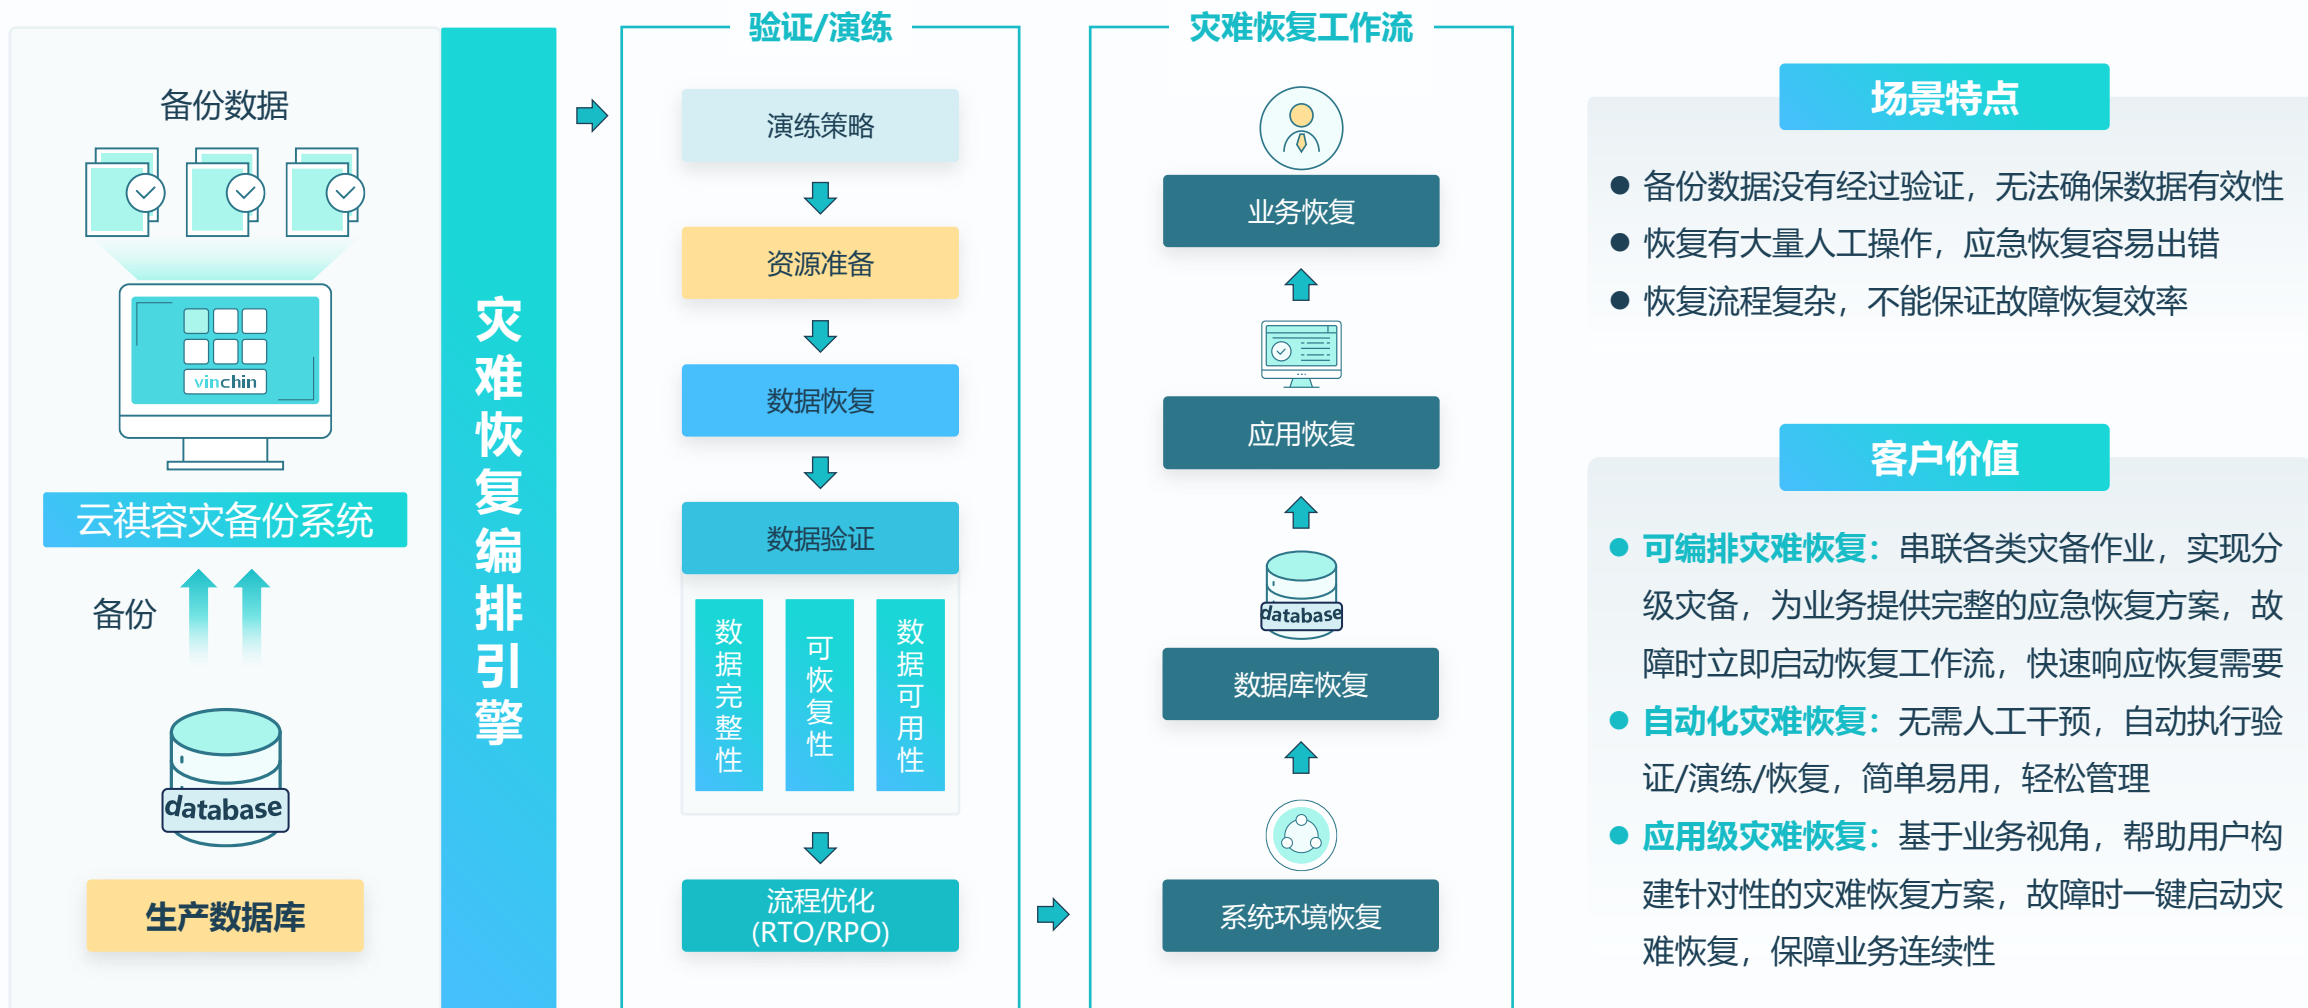 备份数据
vinchin
云祺容灾备份系统
备份
database
生产数据库
灾难恢复编排引擎
验证/演练
演练策略
资源准备
数据恢复
数据验证
数据完整性
可恢复性
数据可用性
流程优化
(RTO/RPO)
灾难恢复工作流
业务恢复
应用恢复
database
数据库恢复
系统环境恢复
场景特点
备份数据没有经过验证，无法确保数据有效性
恢复有大量人工操作，应急恢复容易出错
恢复流程复杂，不能保证故障恢复效率
客户价值
可编排灾难恢复：串联各类灾备作业，实现分
级灾备，为业务提供完整的应急恢复方案，故
障时立即启动恢复工作流，快速响应恢复需要
自动化灾难恢复：无需人工干预，自动执行验
证/演练/恢复，简单易用，轻松管理
应用级灾难恢复：基于业务视角，帮助用户构
建针对性的灾难恢复方案，故障时一键启动灾
难恢复，保障业务连续性